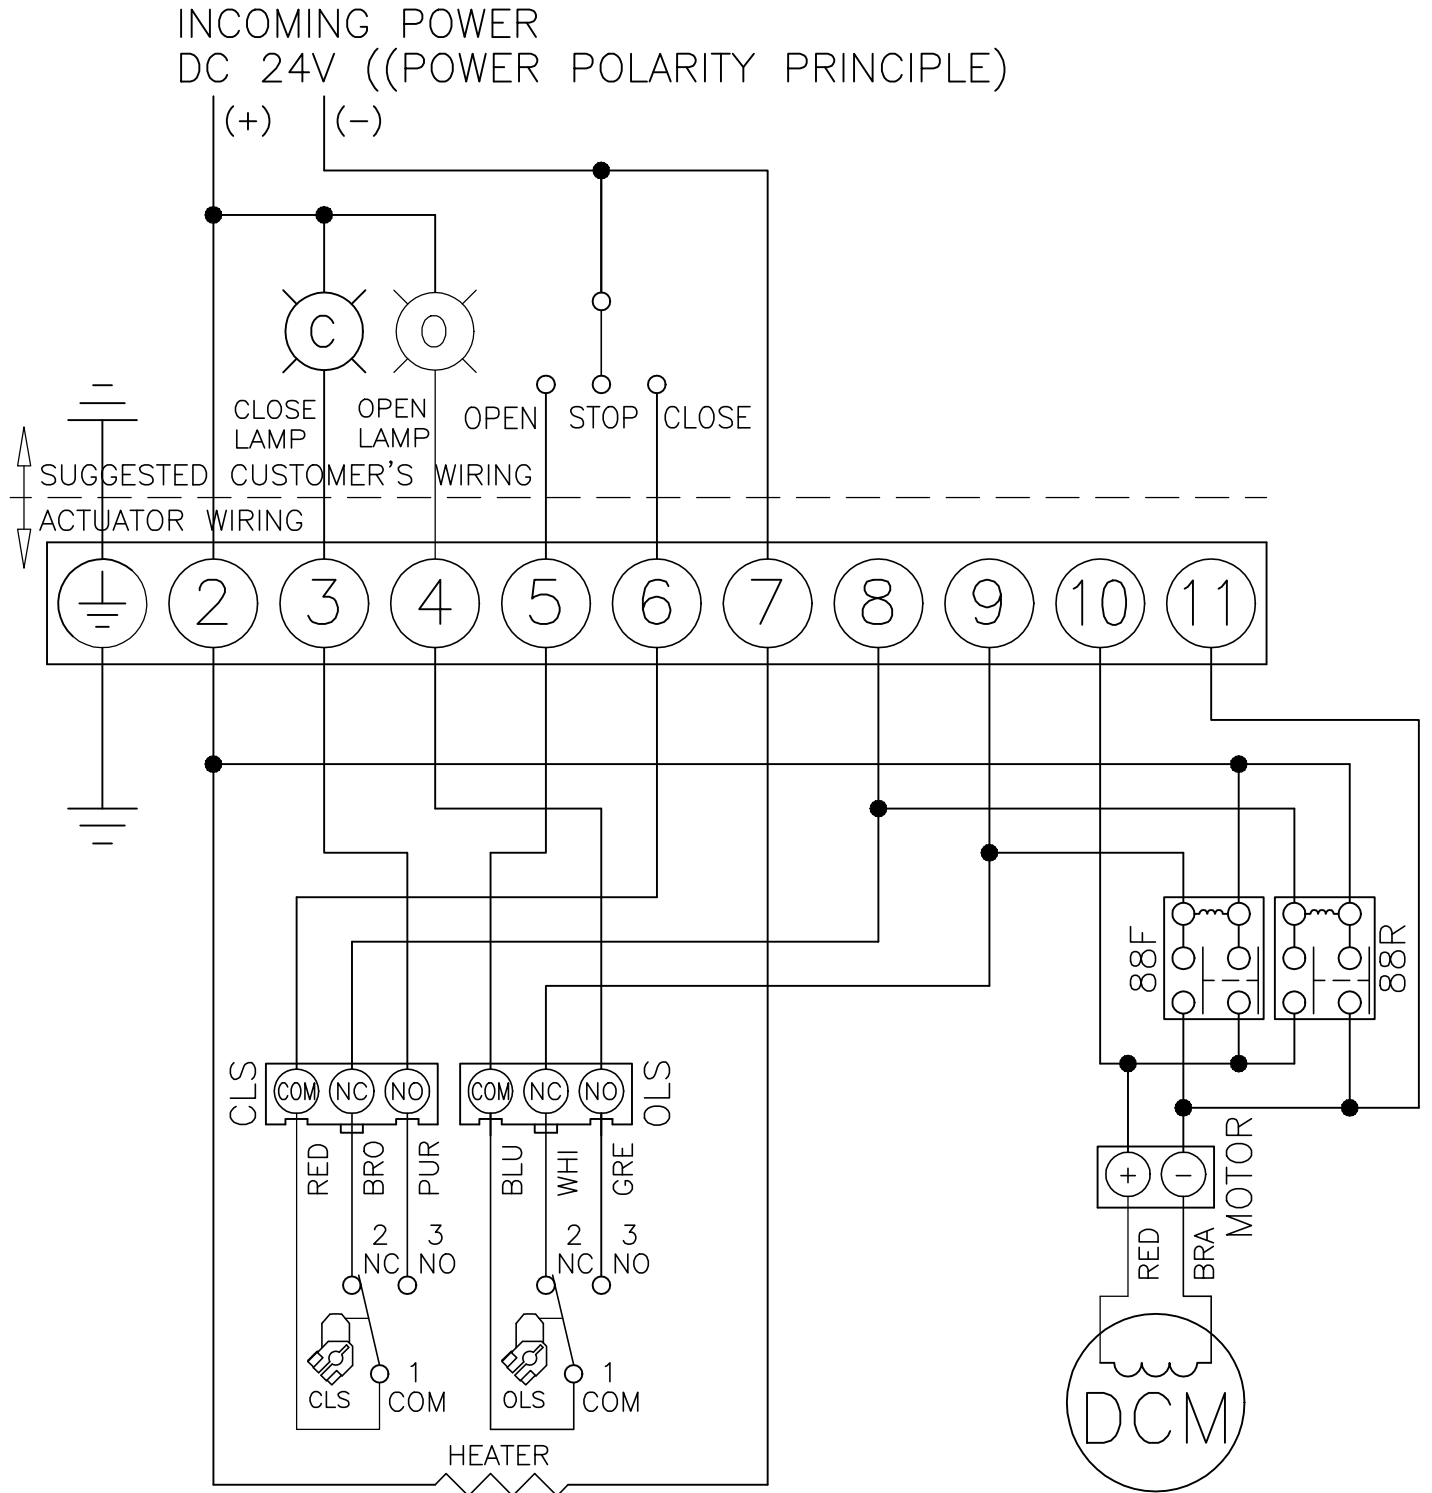 INCOMING POWER
DC 24V ((POWER POLARITY PRINCIPLE)
(+) (-)
C O
CLOSE LAMP
OPEN LAMP
OPEN STOP CLOSE
SUGGESTED CUSTOMER'S WIRING
ACTUATOR WIRING
2 3 4 5 6 7 8 9 10 11
88F 88R
CLS COM NC NO COM NC NO OLS
RED BRO PUR BLU WHI GRE
MOTOR
+ -
2 3 2 3
NC NO NC NO
RED BRA
CLS 1 COM
OLS 1 COM
DCM
HEATER